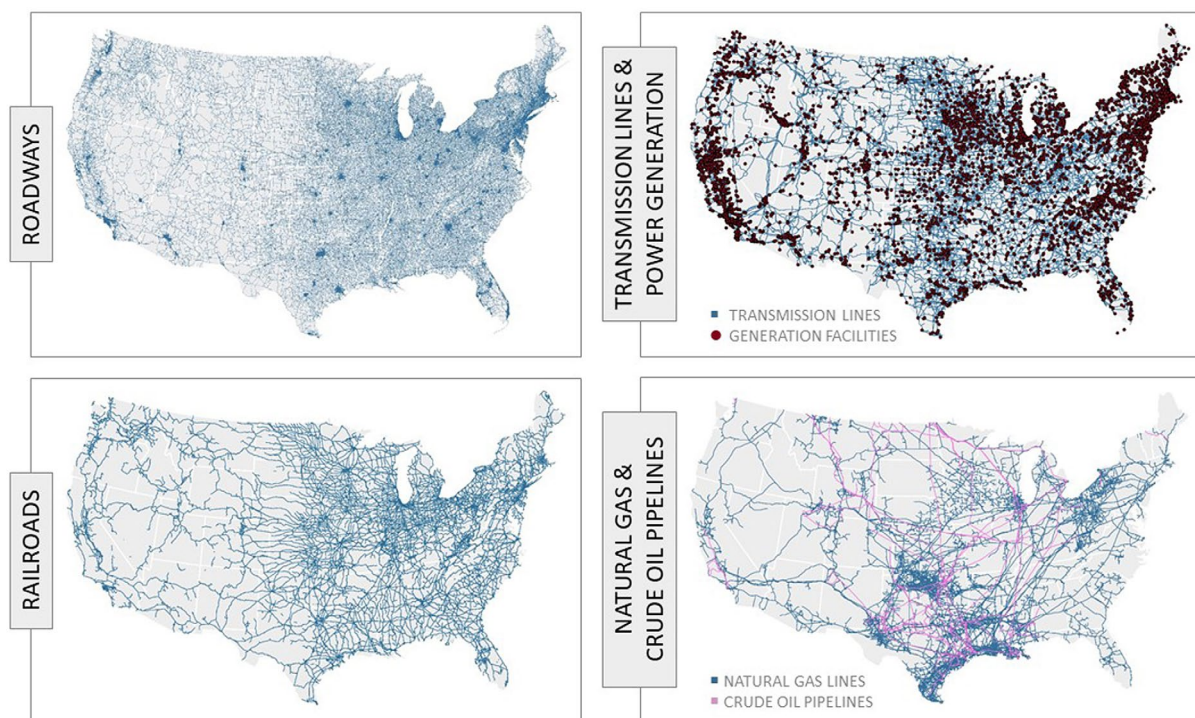 ROADWAYS
TRANSMISSION LINES &
POWER GENERATION
TRANSMISSION LINES
GENERATION FACILITIES
RAILROADS
NATURAL GAS &
CRUDE OIL PIPELINES
NATURAL GAS LINES
CRUDE OIL PIPELINES